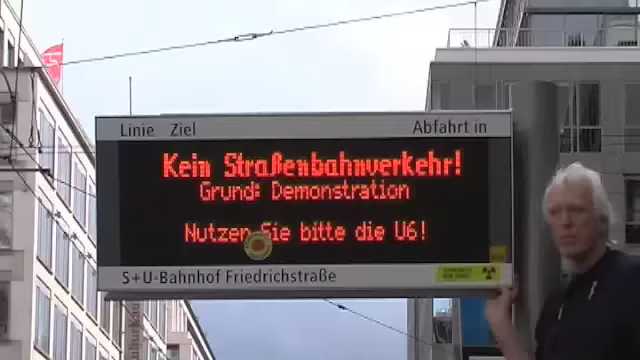 Linie Ziel Abfahrt in
Kein Straßenbahnverkehr!
Grund: Demonstration
Nutzen Sie bitte die U6!
S+U-Bahnhof Friedrichstraße